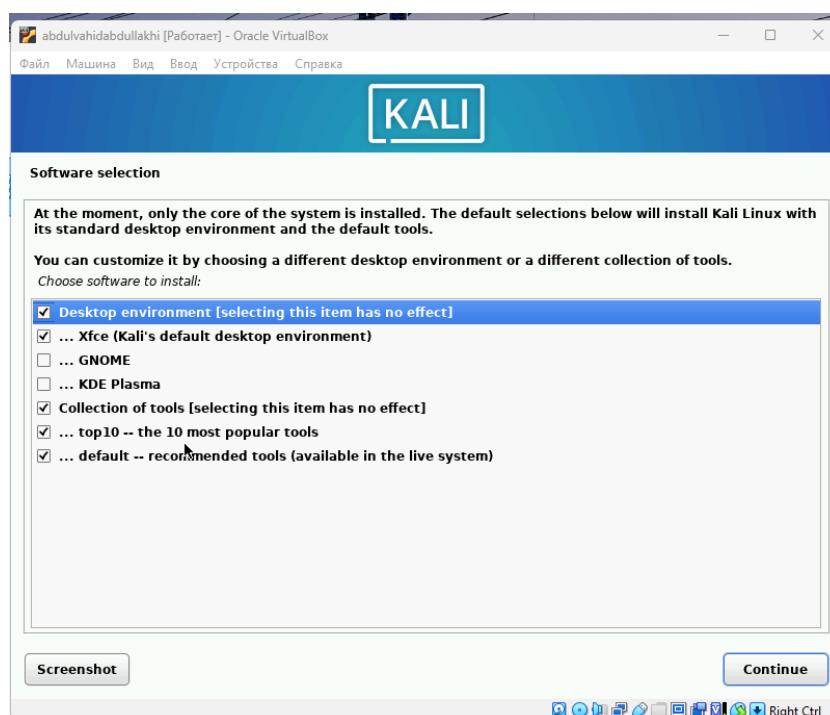 abdulvahidabdullakhi [Работает] - Oracle VirtualBox
Файл Машина Вид Ввод Устройства Справка
KALI
Software selection
At the moment, only the core of the system is installed. The default selections below will install Kali Linux with
its standard desktop environment and the default tools.
You can customize it by choosing a different desktop environment or a different collection of tools.
Choose software to install:
Desktop environment [selecting this item has no effect]
... Xfce (Kali's default desktop environment)
... GNOME
... KDE Plasma
Collection of tools [selecting this item has no effect]
... top10 -- the 10 most popular tools
... default -- recommended tools (available in the live system)
Screenshot
Continue
Right Ctrl